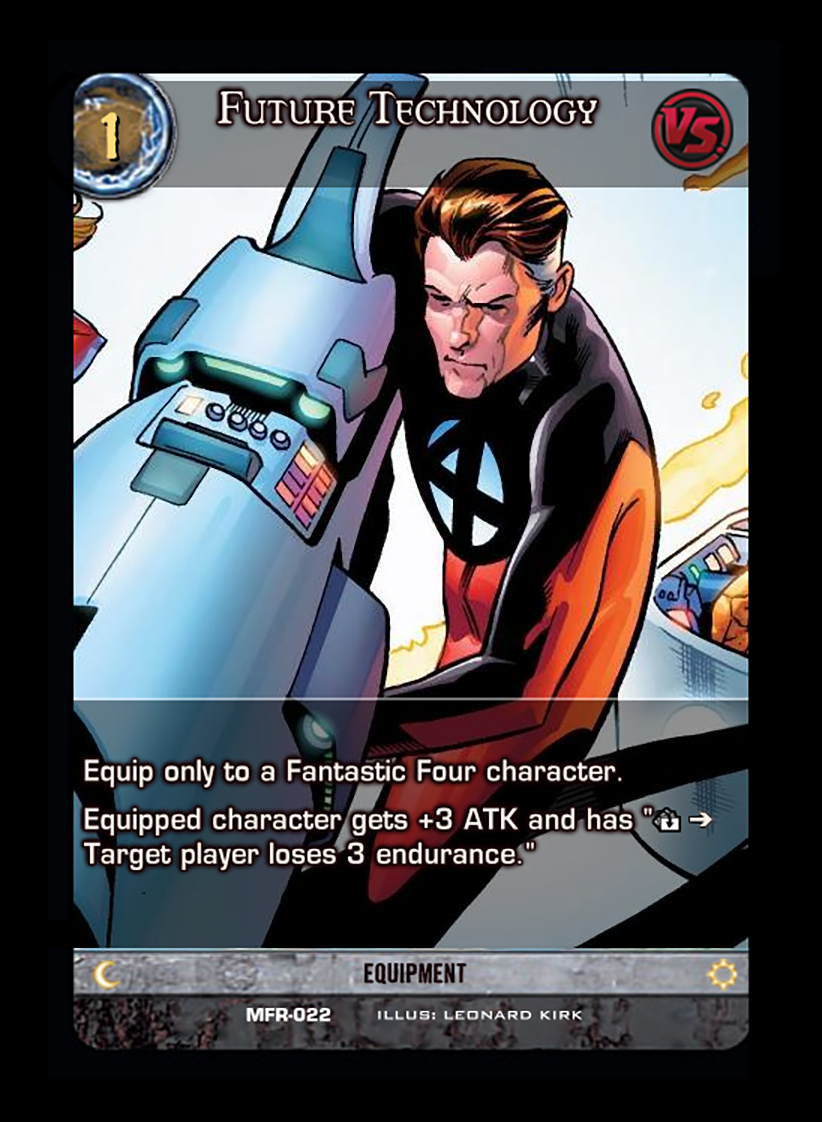 1
Future Technology
VS.
4
Equip only to a Fantastic Four character.
Equipped character gets +3 ATK and has " →
Target player loses 3 endurance."
EQUIPMENT
MFR-022 ILLUS: LEONARD KIRK